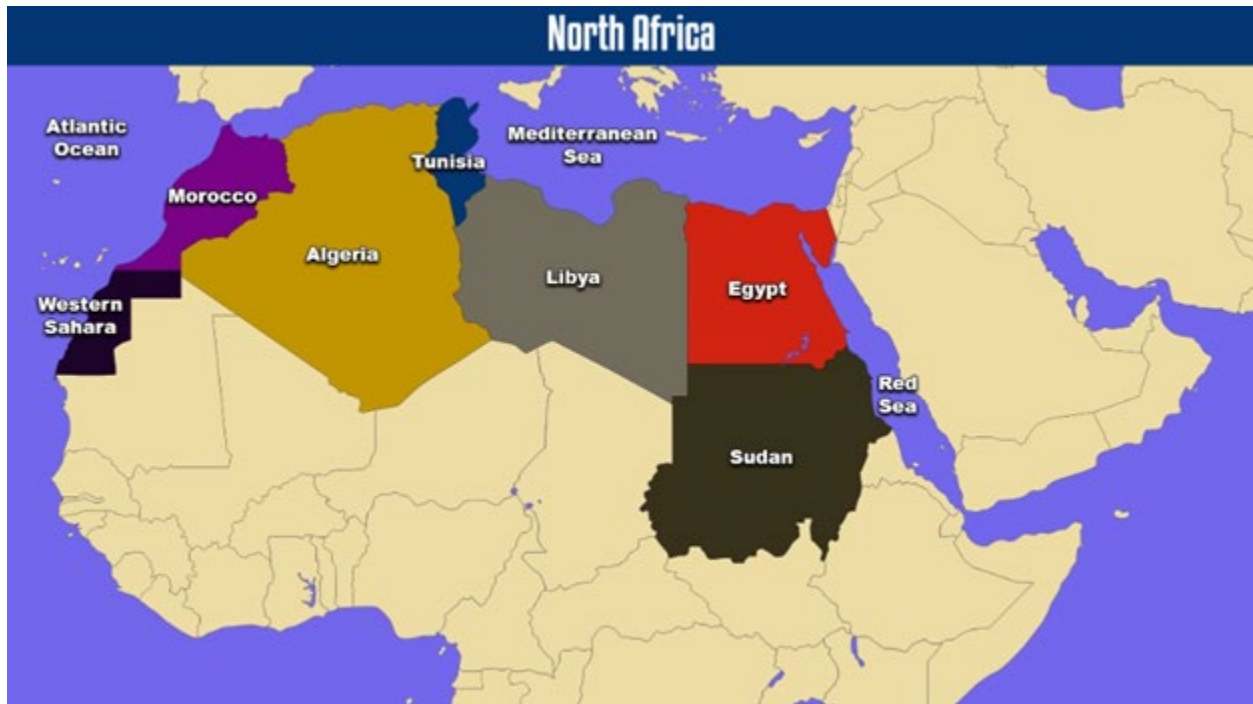 North Africa
Atlantic
Ocean
Mediterranean
Sea
Tunisia
Morocco
Algeria
Libya
Egypt
Western
Sahara
Red
Sea
Sudan